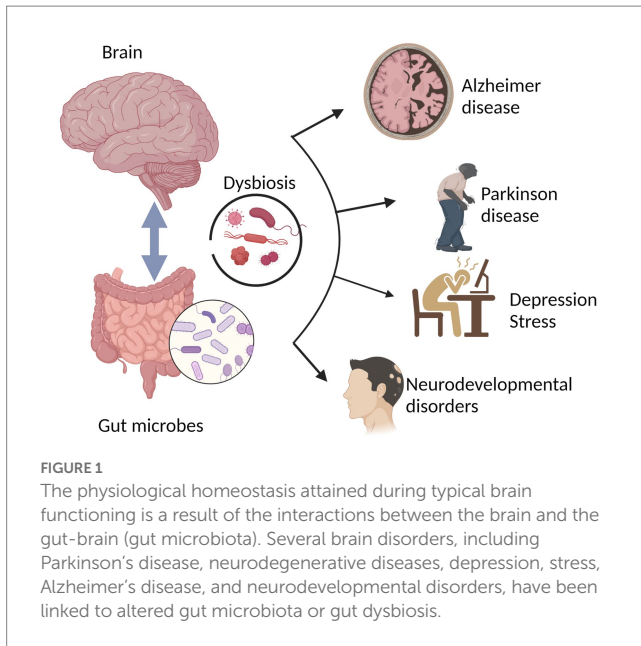 Brain
Alzheimer
disease
Dysbiosis
Parkinson
disease
Depression
Stress
Neurodevelopmental
disorders
Gut microbes
FIGURE 1
The physiological homeostasis attained during typical brain
functioning is a result of the interactions between the brain and the
gut-brain (gut microbiota). Several brain disorders, including
Parkinson’s disease, neurodegenerative diseases, depression, stress,
Alzheimer’s disease, and neurodevelopmental disorders, have been
linked to altered gut microbiota or gut dysbiosis.